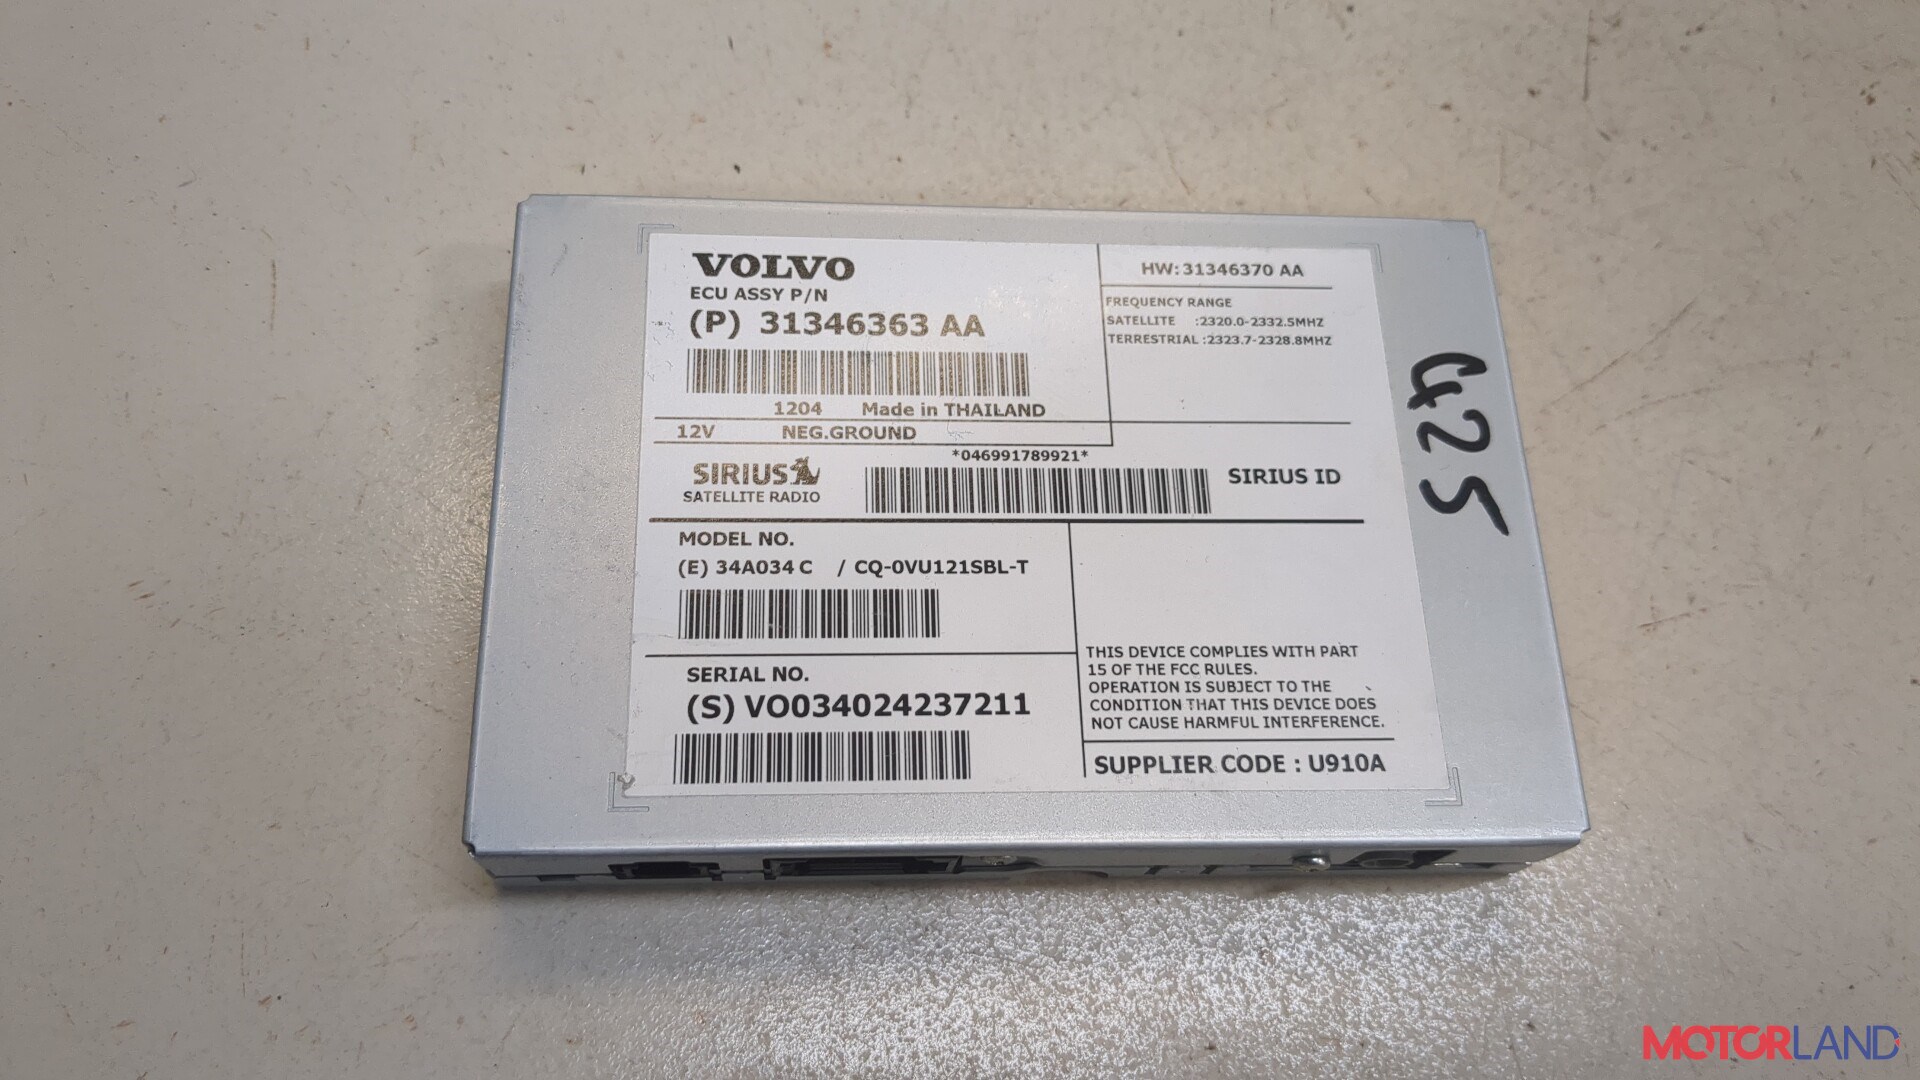 VOLVO
ECU ASSY P/N
(P) 31346363 AA
1204 Made in THAILAND
HW: 31346370 AA
FREQUENCY RANGE
SATELLITE :2320.0-2332.5MHZ
TERRESTRIAL :2323.7-2328.8MHZ
12V NEG.GROUND
*046991789921*
SIRIUS
SATELLITE RADIO
SIRIUS ID
MODEL NO.
(E) 34A034 C / CQ-0VU121SBL-T
SERIAL NO.
(S) VO034024237211
THIS DEVICE COMPLIES WITH PART
15 OF THE FCC RULES.
OPERATION IS SUBJECT TO THE
CONDITION THAT THIS DEVICE DOES
NOT CAUSE HARMFUL INTERFERENCE.
SUPPLIER CODE : U910A
425
MOTORLAND